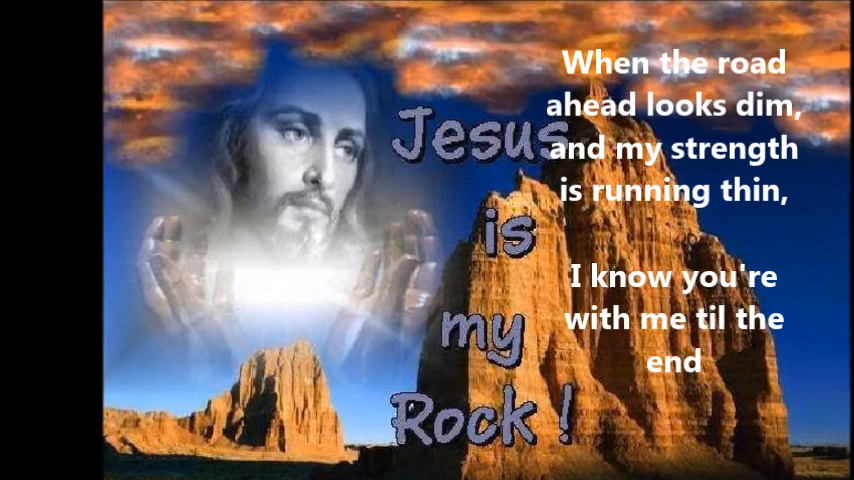 Jesus
is
my
Rock !
When the road
ahead looks dim,
and my strength
is running thin,
I know you're
with me til the
end